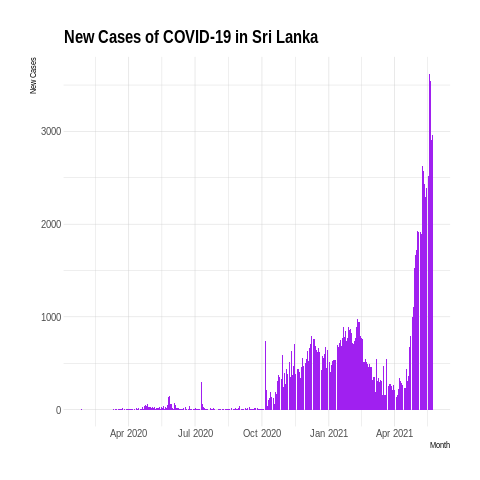 New Cases of COVID-19 in Sri Lanka
New Cases
3000
2000
1000
0
Apr 2020 Jul 2020 Oct 2020 Jan 2021 Apr 2021
Month